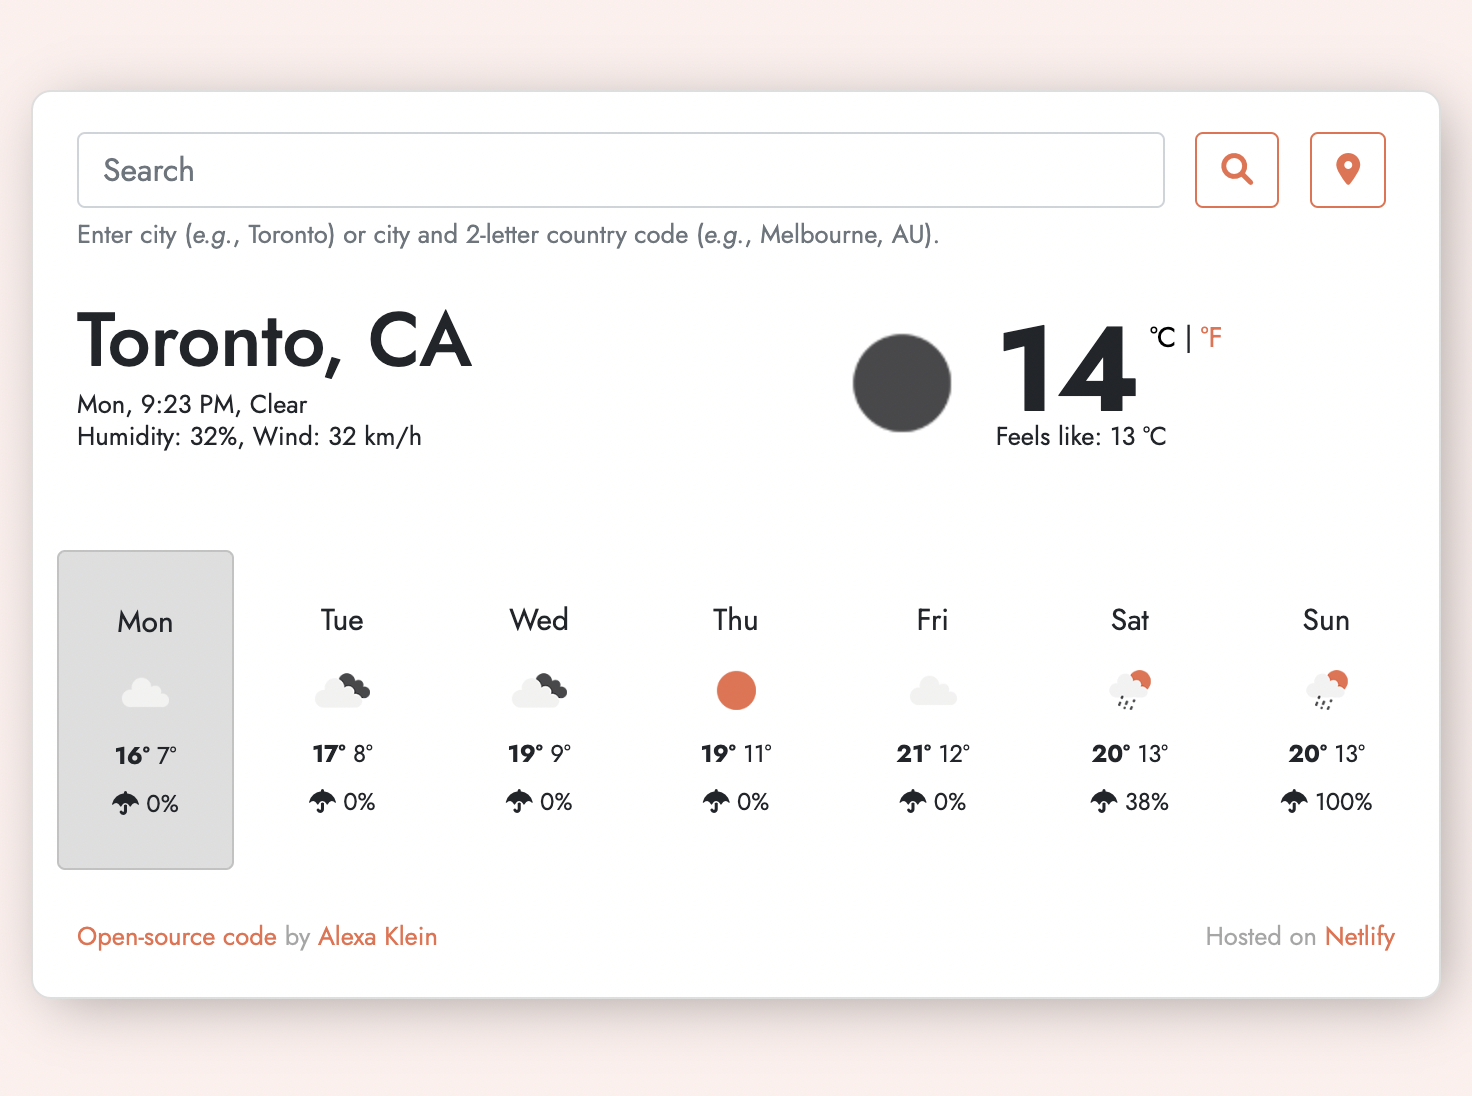 Search
Enter city (e.g., Toronto) or city and 2-letter country code (e.g., Melbourne, AU).
Toronto, CA
Mon, 9:23 PM, Clear
Humidity: 32%, Wind: 32 km/h
14 °C | °F
Feels like: 13 °C
Mon
16° 7°
0%
Tue
17° 8°
0%
Wed
19° 9°
0%
Thu
19° 11°
0%
Fri
21° 12°
0%
Sat
20° 13°
38%
Sun
20° 13°
100%
Open-source code by Alexa Klein
Hosted on Netlify